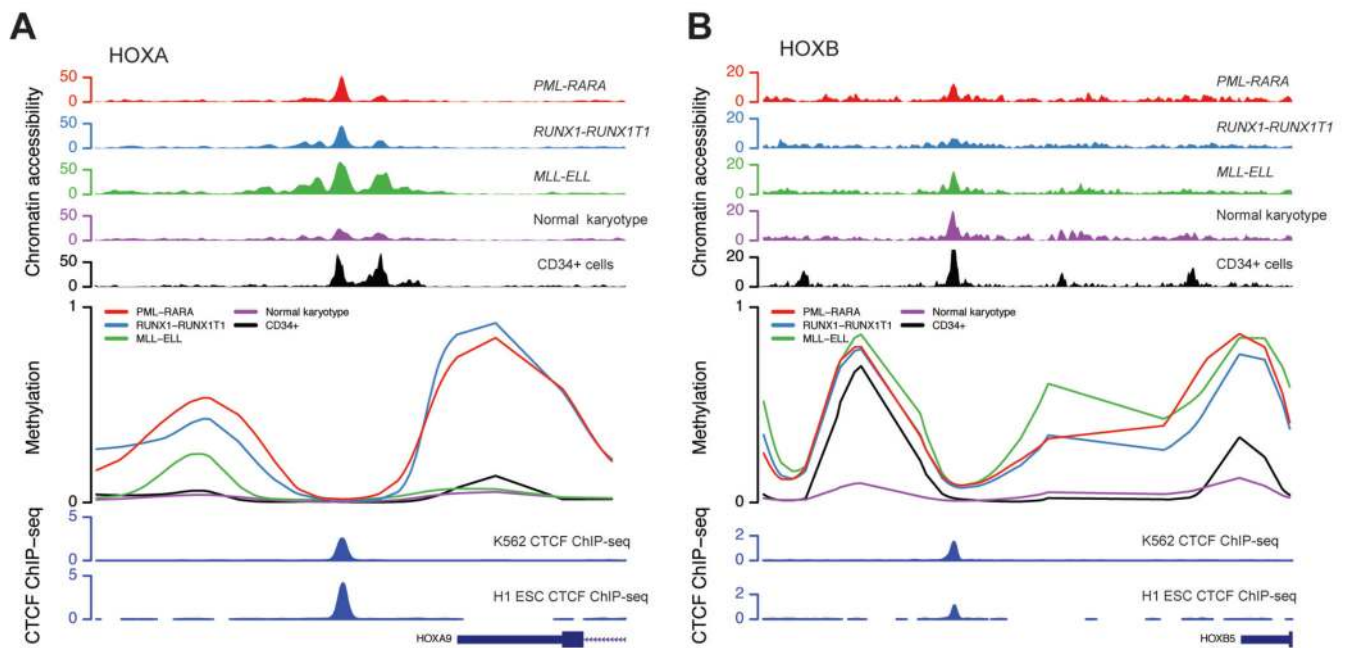 A
HOXA
Chromatin accessibility
50
0
PML-RARA
50
0
RUNX1-RUNX1T1
50
0
MLL-ELL
50
0
Normal karyotype
50
0
CD34+ cells
Methylation
1
0
PML-RARA
RUNX1-RUNX1T1
MLL-ELL
Normal karyotype
CD34+
CTCF ChIP-seq
5
0
K562 CTCF ChIP-seq
5
0
H1 ESC CTCF ChIP-seq
HOXA9
B
HOXB
Chromatin accessibility
20
0
PML-RARA
20
0
RUNX1-RUNX1T1
20
0
MLL-ELL
20
0
Normal karyotype
20
0
CD34+ cells
Methylation
1
0
PML-RARA
RUNX1-RUNX1T1
MLL-ELL
Normal karyotype
CD34+
CTCF ChIP-seq
2
0
K562 CTCF ChIP-seq
2
0
H1 ESC CTCF ChIP-seq
HOXB5